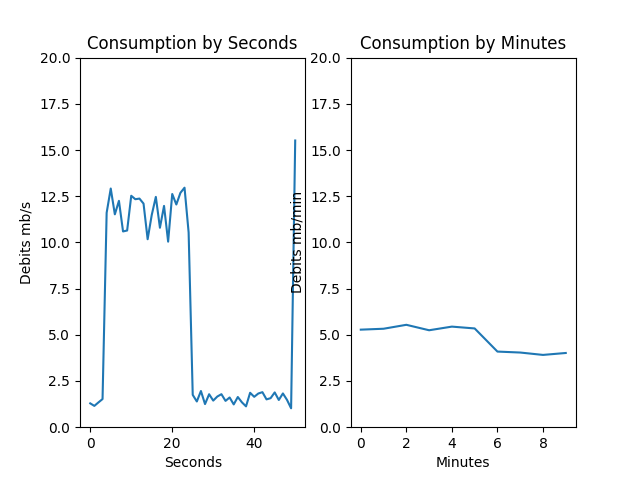 Consumption by Seconds
20.0
17.5
15.0
12.5
10.0
7.5
5.0
2.5
0.0
Debits mb/s
0 20 40
Seconds
Consumption by Minutes
20.0
17.5
15.0
12.5
10.0
7.5
5.0
2.5
0.0
Debits mb/min
0 2 4 6 8
Minutes